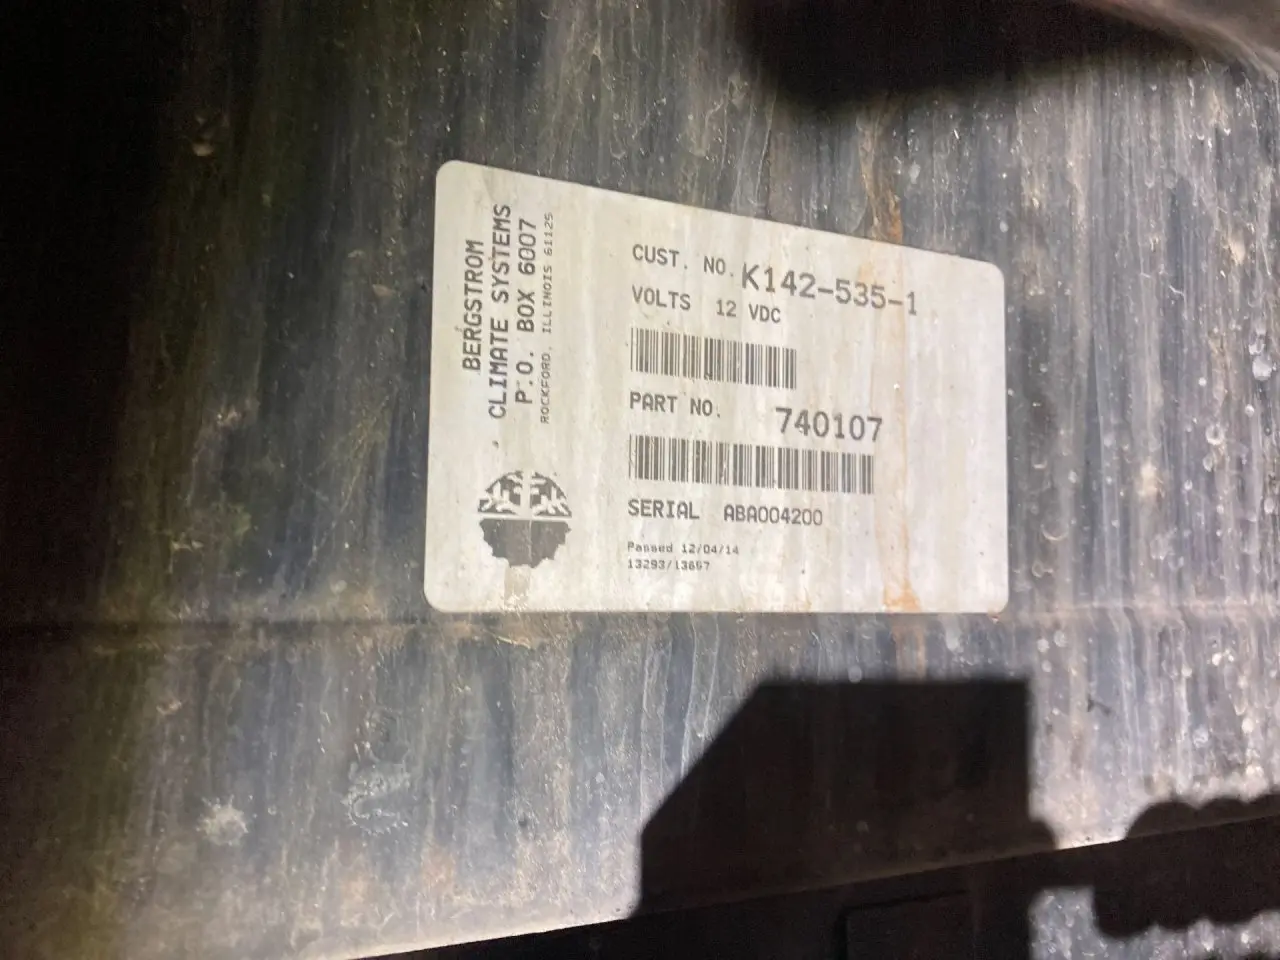 BERGSTROM
CLIMATE SYSTEMS
P.O. BOX 6007
ROCKFORD, ILLINOIS 61125
CUST. NO. K142-535-1
VOLTS 12 VDC
PART NO. 740107
SERIAL ABA004200
Passed 12/04/14
13293/13657